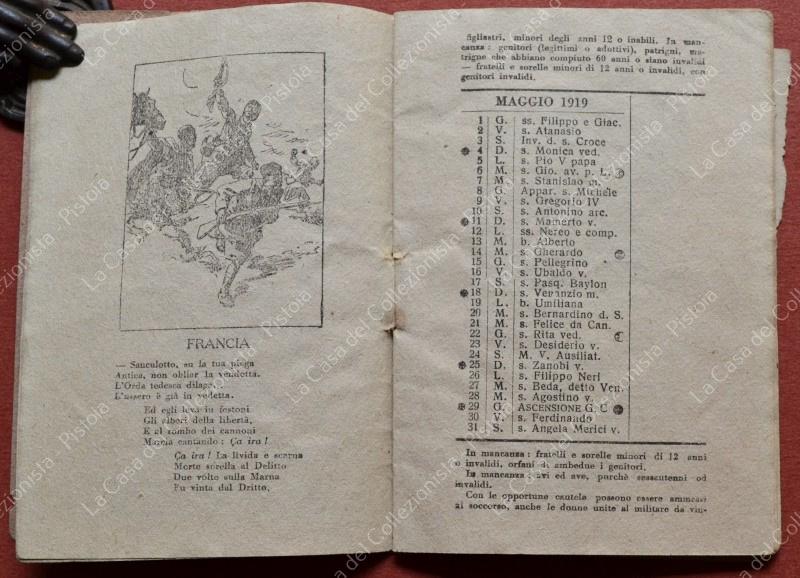 FRANCIA
— Sanculotto, su la tua piaga
Antica, non obliar la vendetta.
L'Orda tedesca dilaga.
L'ussero è già in vedetta.
Ed egli leva in festoni
Gli alberi della libertà,
E al rombo dei cannoni
Marcia cantando : Ça ira !
Ça ira ! La livida e scarna
Morte sorella al Delitto
Due volte sulla Marna
Fu vinta dal Dritto.
figliastri, minori degli anni 12 o inabili. In man-
canza : genitori (legittimi o adottivi), patrigni, ma-
trigne che abbiano compiuto 60 anni o siano invalidi
— fratelli e sorelle minori di 12 anni o invalidi, con
genitori invalidi.
MAGGIO 1919
1 G. ss. Filippo e Giac.
2 V. s. Atanasio
3 S. Inv. d. s. Croce
4 D. s. Monica ved.
5 L. s. Pio V papa
6 M. s. Gio. av. p. L.
7 M. s. Stanislao m.
8 G. Appar. s. Michele
9 V. s. Gregorio IV
10 S. s. Antonino arc.
11 D. s. Mamerto v.
12 L. ss. Nereo e comp.
13 M. b. Alberto
14 M. s. Gherardo
15 G. s. Pellegrino
16 V. s. Ubaldo v.
17 S. s. Pasq. Baylon
18 D. s. Venanzio m.
19 L. b. Umiliana
20 M. s. Bernardino d. S.
21 M. s. Felice da Can.
22 G. s. Rita ved.
23 V. s. Desiderio v.
24 S. M. V. Ausiliat.
25 D. s. Zanobi v.
26 L. s. Filippo Neri
27 M. s. Beda, detto Ven.
28 M. s. Agostino v.
29 G. ASCENSIONE G. C
30 V. s. Ferdinando
31 S. s. Angela Merici v.
In mancanza : fratelli e sorelle minori di 12 anni
o invalidi, orfani di ambedue i genitori.
In mancanza : avi ed ave, purchè sessantenni od
invalidi.
Con le opportune cautele possono essere ammesse
al soccorso, anche le donne unite al militare da vin-
La Casa del Collezionista Pistoia